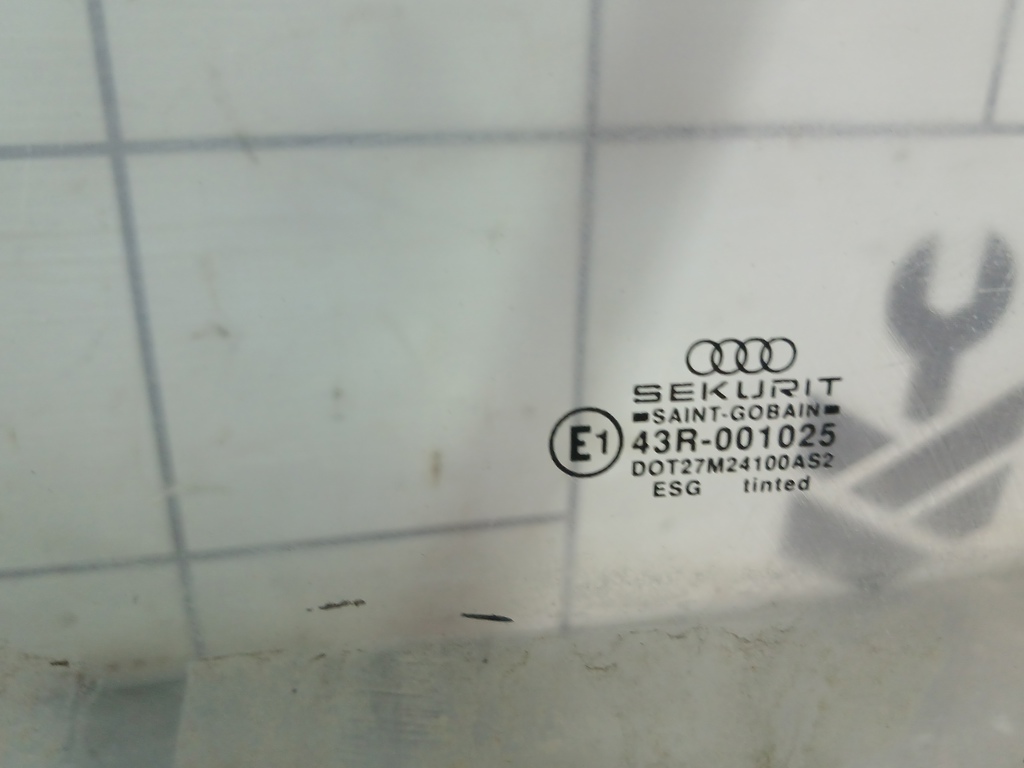 SEKURIT
SAINT-GOBAIN
E1 43R-001025
DOT27M24100AS2
ESG tinted